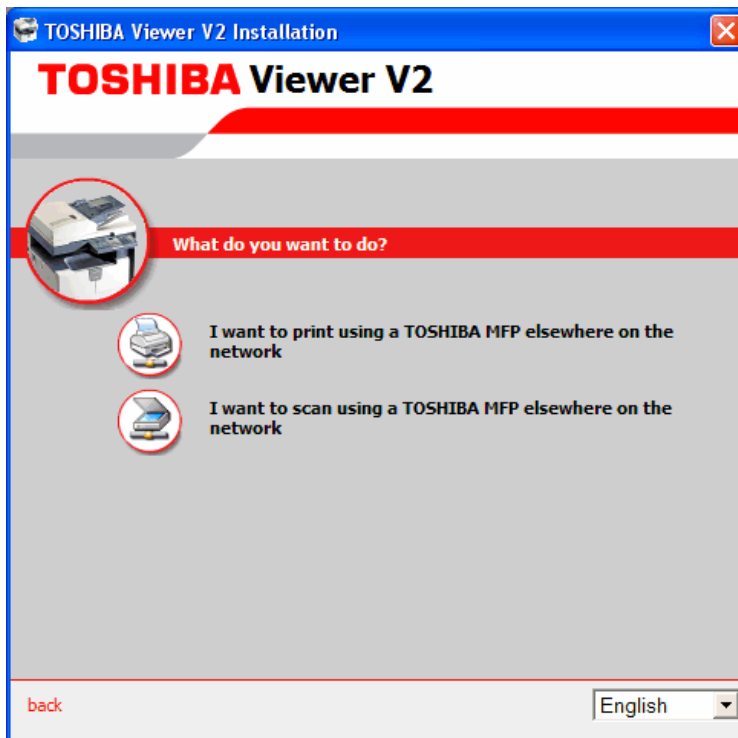 TOSHIBA Viewer V2 Installation
TOSHIBA Viewer V2
What do you want to do?
I want to print using a TOSHIBA MFP elsewhere on the
network
I want to scan using a TOSHIBA MFP elsewhere on the
network
back
English